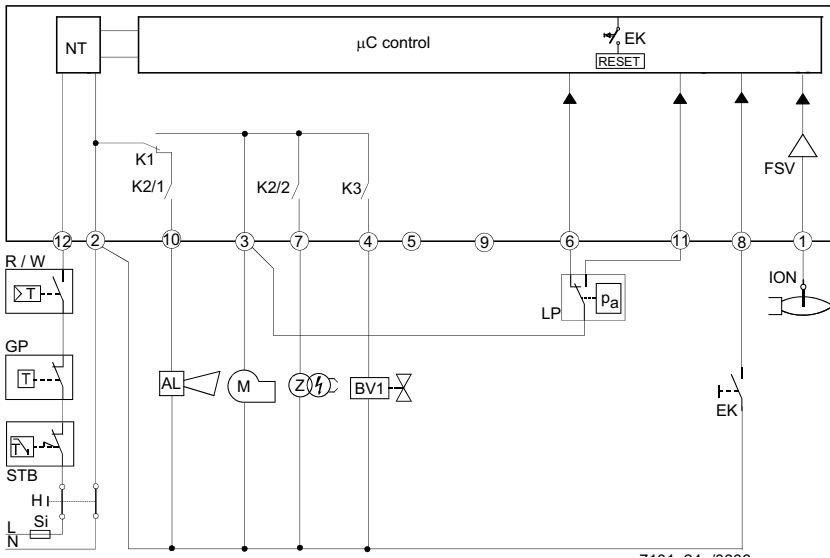 NT
µC control
EK
RESET
K1
K2/1
K2/2
K3
FSV
12
2
10
3
7
4
5
9
6
11
8
1
R / W
T
LP
pa
ION
GP
T
AL
M
Z
BV1
EK
T
STB
H
L
Si
N